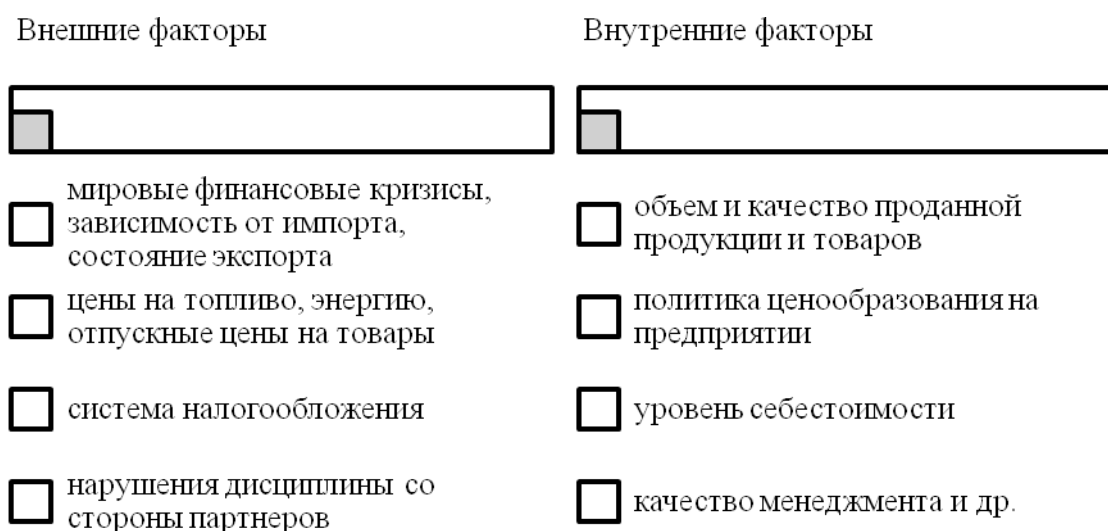 Внешние факторы
мировые финансовые кризисы,
зависимость от импорта,
состояние экспорта
цены на топливо, энергию,
отпускные цены на товары
система налогообложения
нарушения дисциплины со
стороны партнеров
Внутренние факторы
объем и качество проданной
продукции и товаров
политика ценообразования на
предприятии
уровень себестоимости
качество менеджмента и др.